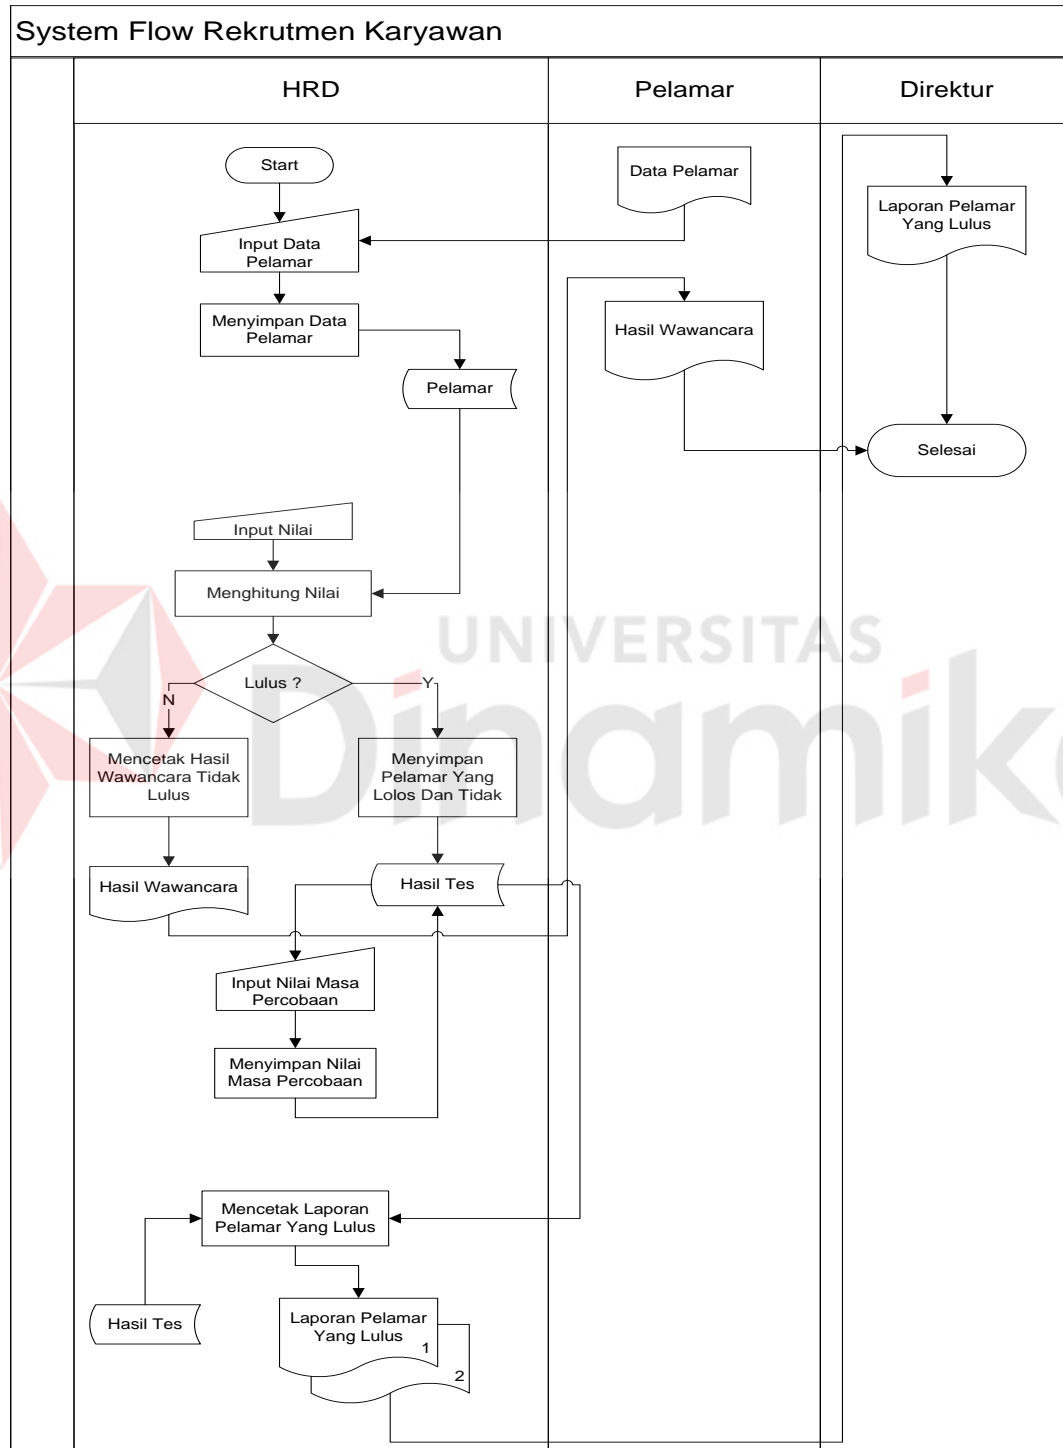 System Flow Rekrutmen Karyawan
HRD
Pelamar
Direktur
Start
Data Pelamar
Laporan Pelamar
Yang Lulus
Input Data
Pelamar
Menyimpan Data
Pelamar
Hasil Wawancara
Pelamar
Selesai
Input Nilai
Menghitung Nilai
UNIVERSITAS
Dinamika
Lulus ?
N
Y
Mencetak Hasil
Wawancara Tidak
Lulus
Menyimpan
Pelamar Yang
Lolos Dan Tidak
Hasil Wawancara
Hasil Tes
Input Nilai Masa
Percobaan
Menyimpan Nilai
Masa Percobaan
Mencetak Laporan
Pelamar Yang Lulus
Hasil Tes
Laporan Pelamar
Yang Lulus
1
2